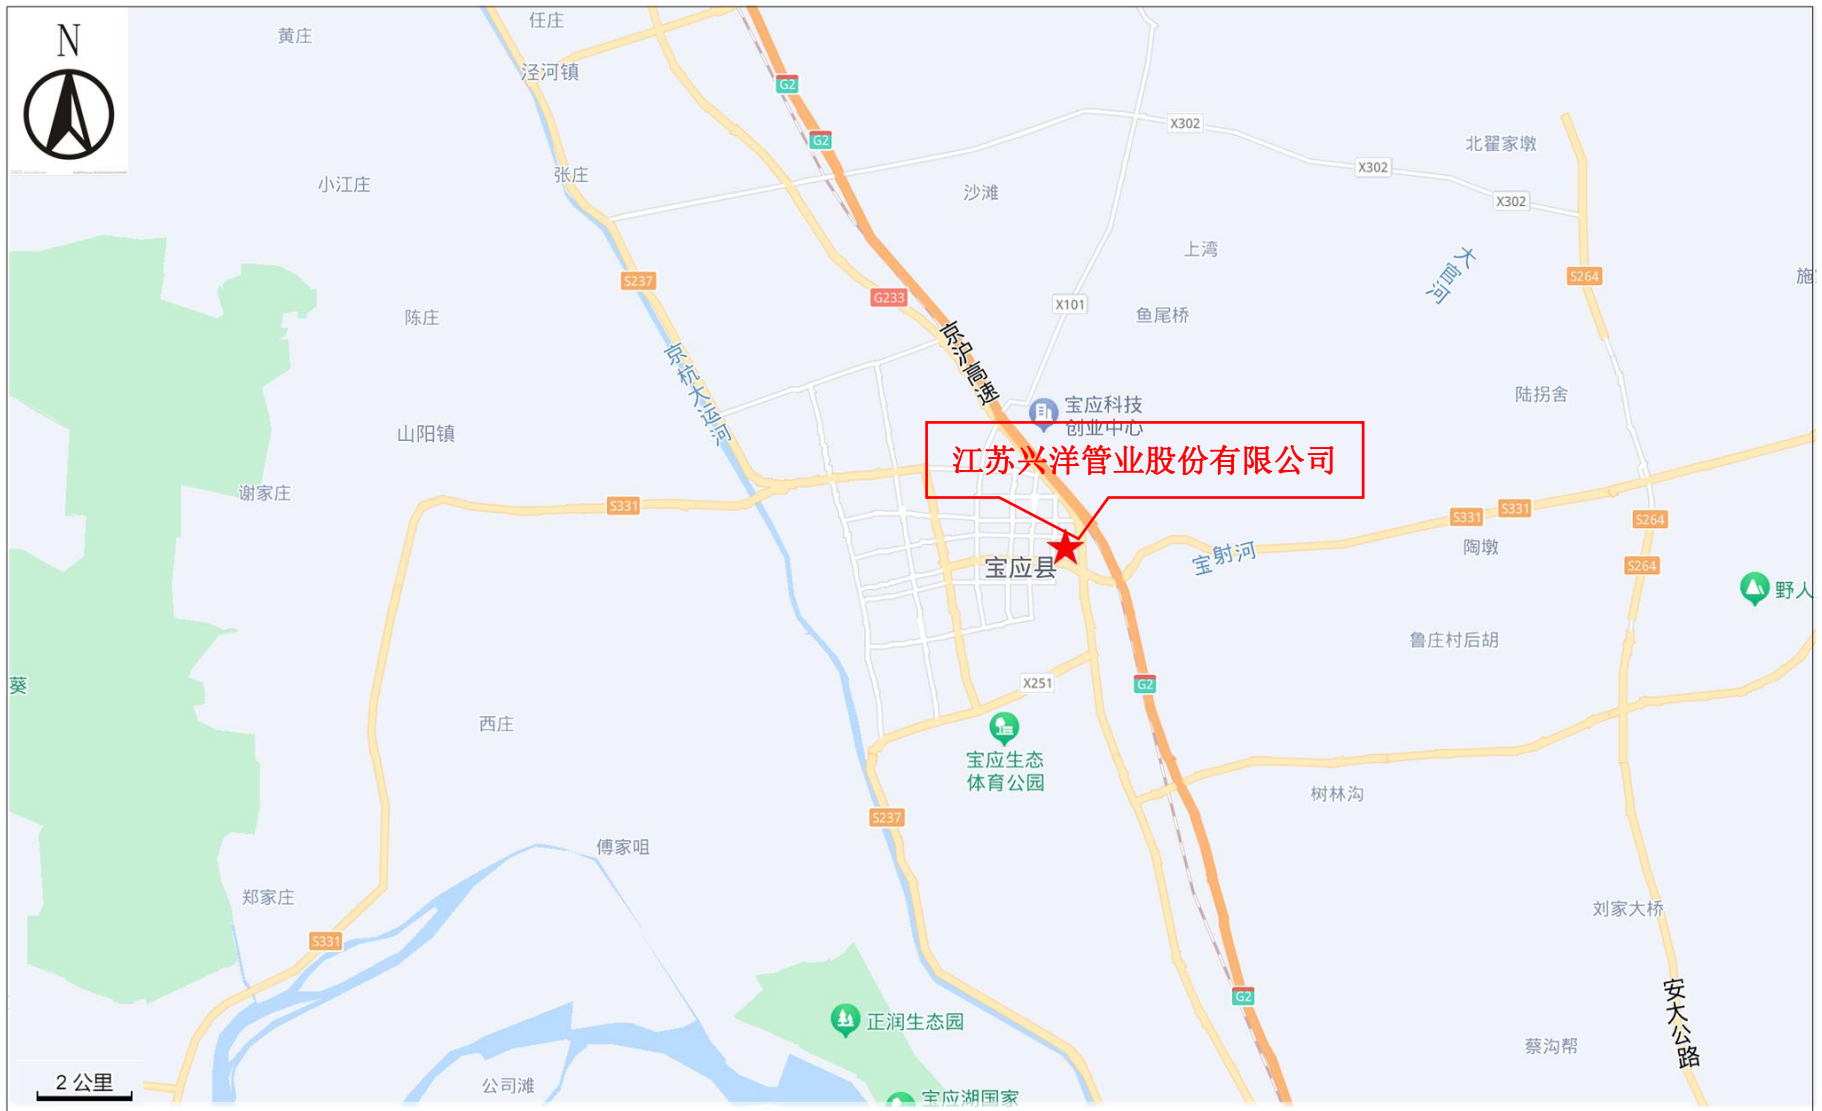 N
黄庄
任庄
泾河镇
G2
G2
X302
北翟家墩
X302
张庄
小江庄
沙滩
X302
上湾
大官河
S264
施
S237
G233
X101
鱼尾桥
陈庄
京沪高速
京杭大运河
陆拐舍
宝应科技
创业中心
山阳镇
江苏兴洋管业股份有限公司
谢家庄
S331
S331
S331
S264
陶墩
宝射河
宝应县
S264
野人
鲁庄村后胡
葵
X251
G2
西庄
宝应生态
体育公园
树林沟
S237
傅家咀
郑家庄
刘家大桥
S331
G2
安大公路
正润生态园
蔡沟帮
2 公里
公司滩
宝应湖国家